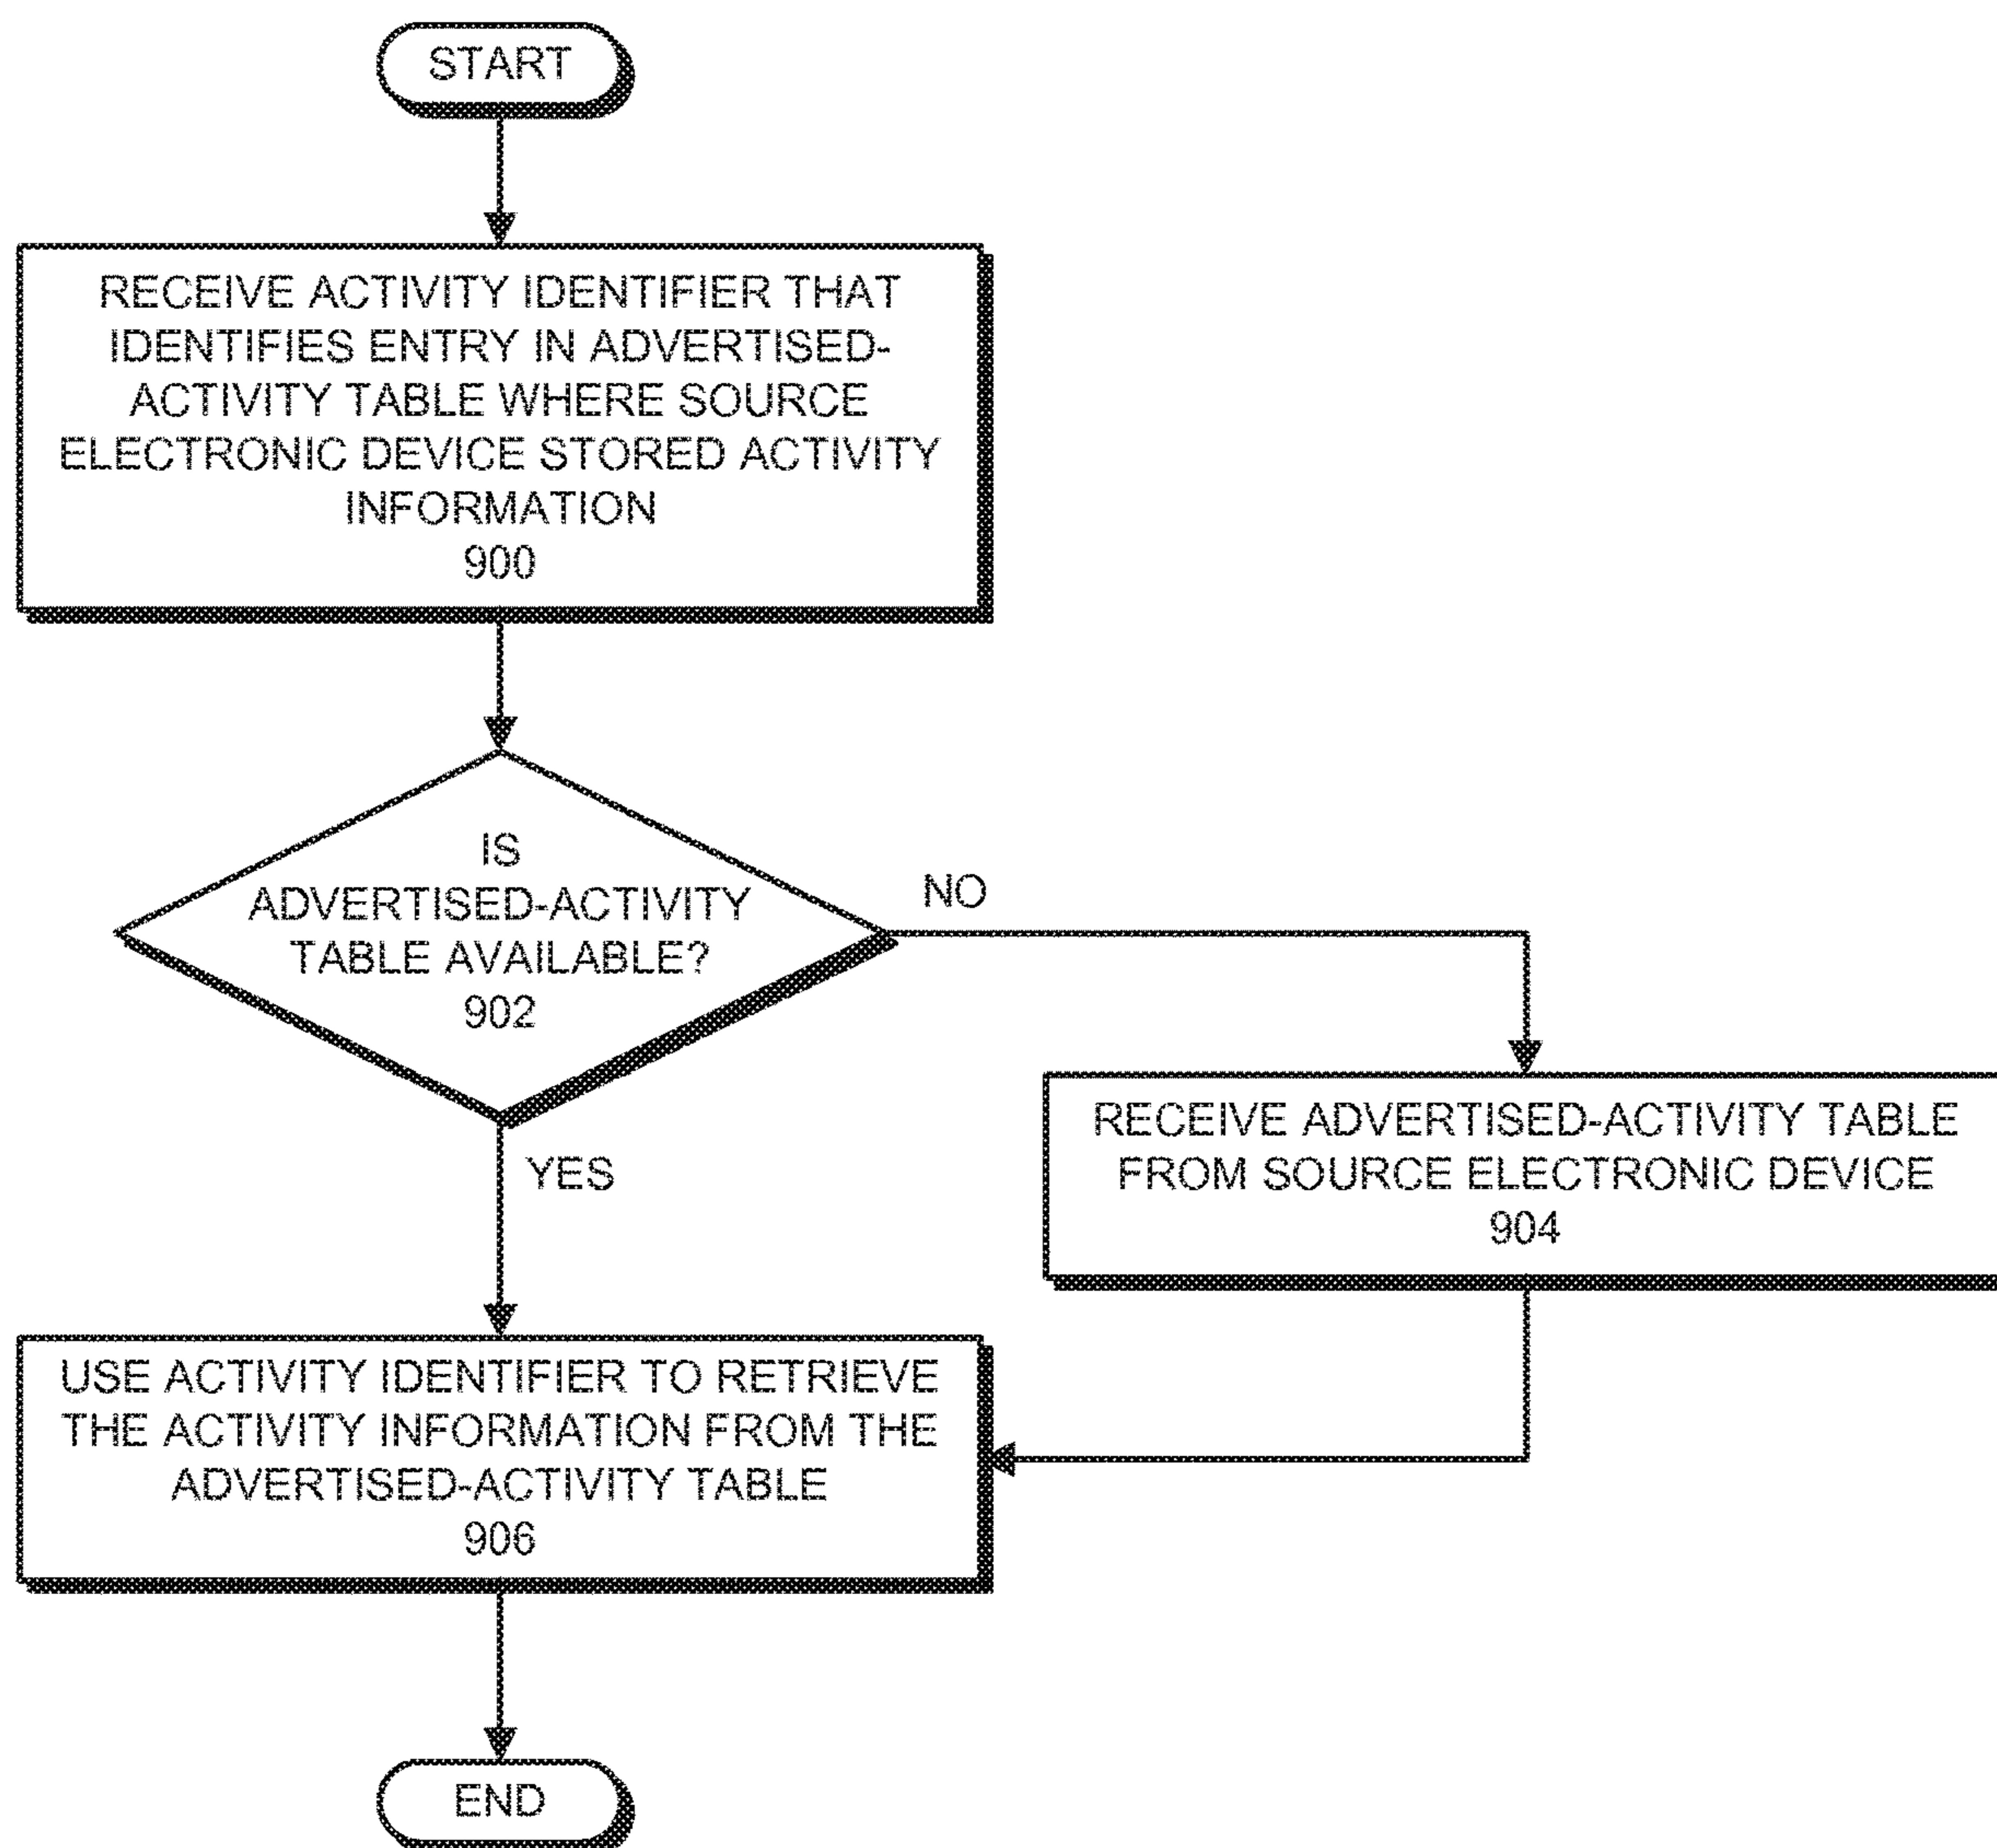 START
RECEIVE ACTIVITY IDENTIFIER THAT
IDENTIFIES ENTRY IN ADVERTISED-
ACTIVITY TABLE WHERE SOURCE
ELECTRONIC DEVICE STORED ACTIVITY
INFORMATION
900
IS
ADVERTISED-ACTIVITY
TABLE AVAILABLE?
902
NO
YES
RECEIVE ADVERTISED-ACTIVITY TABLE
FROM SOURCE ELECTRONIC DEVICE
904
USE ACTIVITY IDENTIFIER TO RETRIEVE
THE ACTIVITY INFORMATION FROM THE
ADVERTISED-ACTIVITY TABLE
906
END